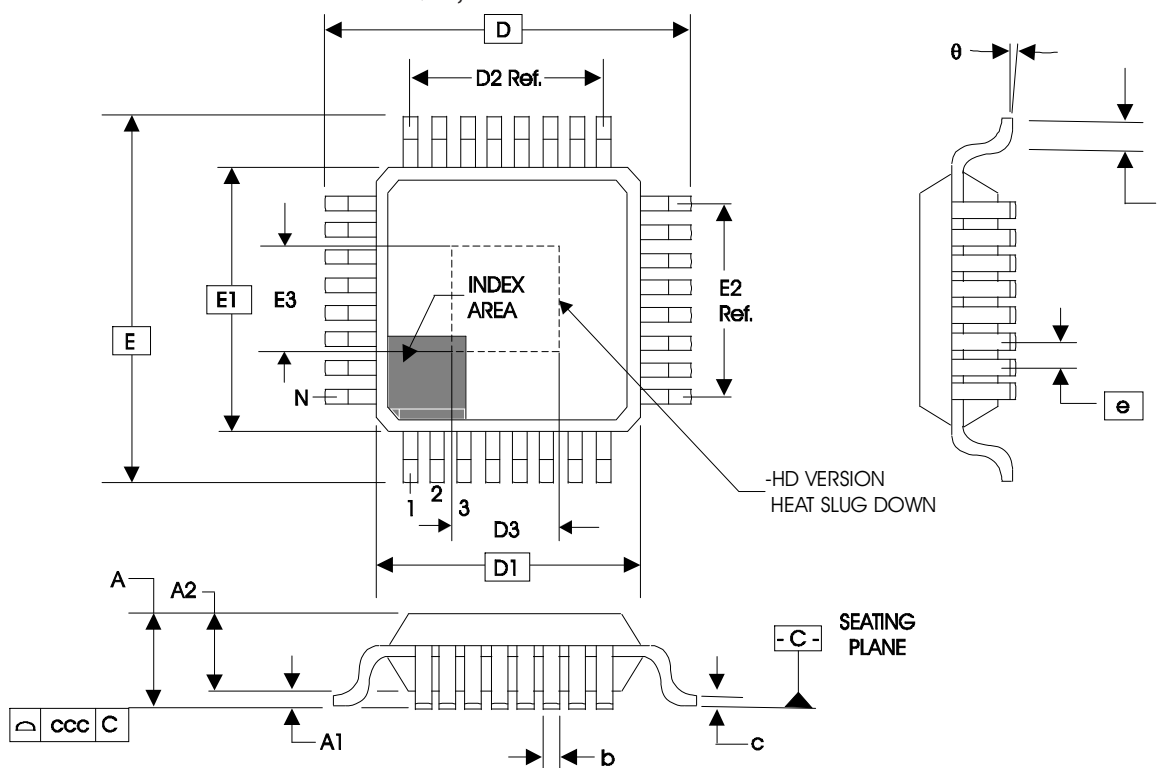 D
θ
D2 Ref.
E1
E3
INDEX
AREA
E2
Ref.
E
N
e
-HD VERSION
HEAT SLUG DOWN
1
2
3
D3
D1
A
A2
SEATING
PLANE
- C -
ccc C
A1
b
c